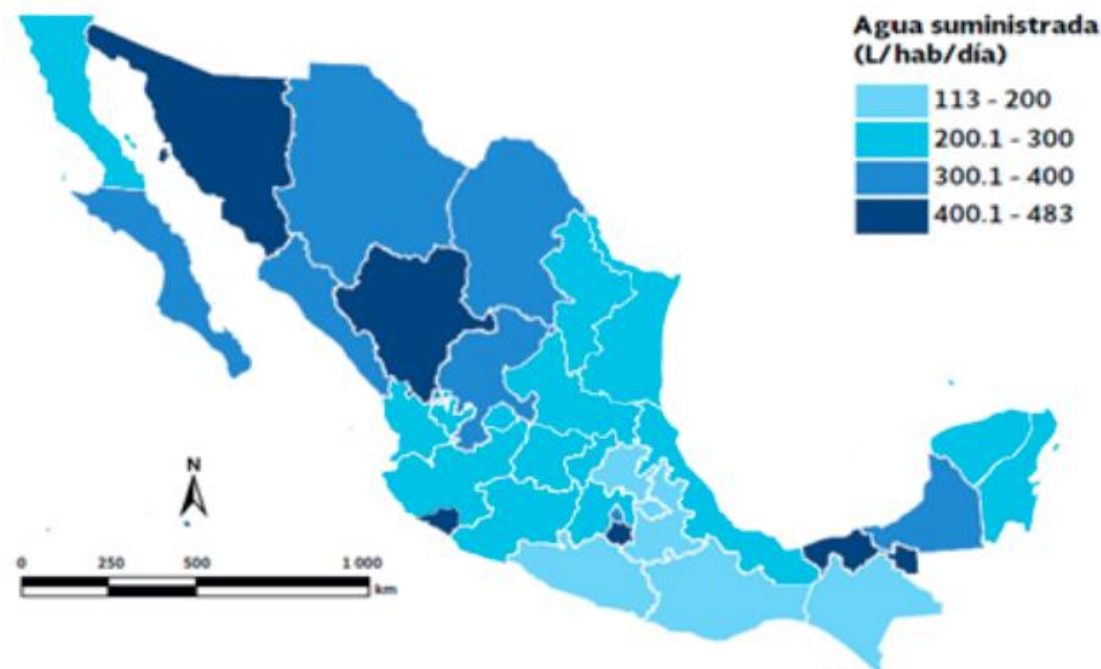 Agua suministrada
(L/hab/día)
113 - 200
200.1 - 300
300.1 - 400
400.1 - 483
N
0 250 500 1 000
km